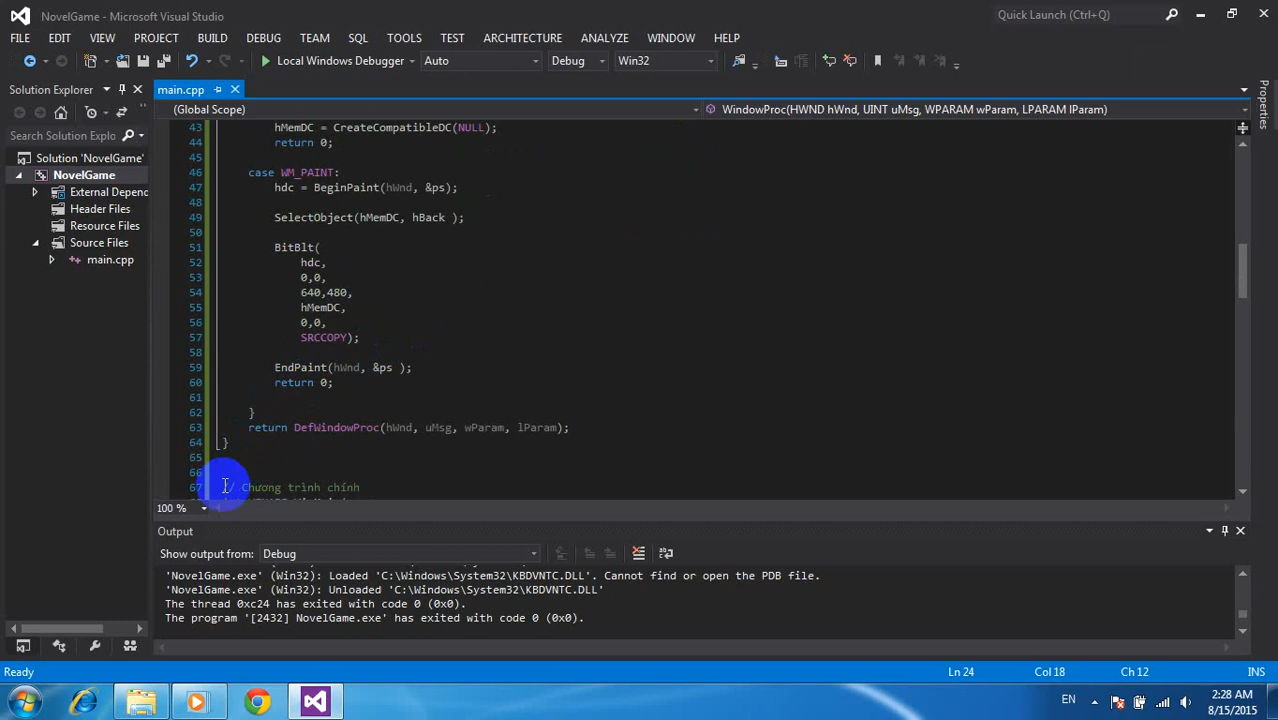 NovelGame - Microsoft Visual Studio
Quick Launch (Ctrl+Q)
FILE EDIT VIEW PROJECT BUILD DEBUG TEAM SQL TOOLS TEST ARCHITECTURE ANALYZE WINDOW HELP
Local Windows Debugger Auto Debug Win32
Solution Explorer
Search Solution Explo
Solution 'NovelGame'
NovelGame
External Depend
Header Files
Resource Files
Source Files
main.cpp
main.cpp
(Global Scope) WindowProc(HWND hWnd, UINT uMsg, WPARAM wParam, LPARAM lParam)
43 hMemDC = CreateCompatibleDC(NULL);
44 return 0;
45
46 case WM_PAINT:
47 hdc = BeginPaint(hWnd, &ps);
48
49 SelectObject(hMemDC, hBack );
50
51 BitBlt(
52 hdc,
53 0,0,
54 640,480,
55 hMemDC,
56 0,0,
57 SRCCOPY);
58
59 EndPaint(hWnd, &ps );
60 return 0;
61
62 }
63 return DefWindowProc(hWnd, uMsg, wParam, lParam);
64 }
65
66
67 // Chương trình chính
100 %
Output
Show output from: Debug
'NovelGame.exe' (Win32): Loaded 'C:\Windows\System32\KBDVNTC.DLL'. Cannot find or open the PDB file.
'NovelGame.exe' (Win32): Unloaded 'C:\Windows\System32\KBDVNTC.DLL'
The thread 0xc24 has exited with code 0 (0x0).
The program '[2432] NovelGame.exe' has exited with code 0 (0x0).
Properties
Ready Ln 24 Col 18 Ch 12 INS
EN 2:28 AM
8/15/2015